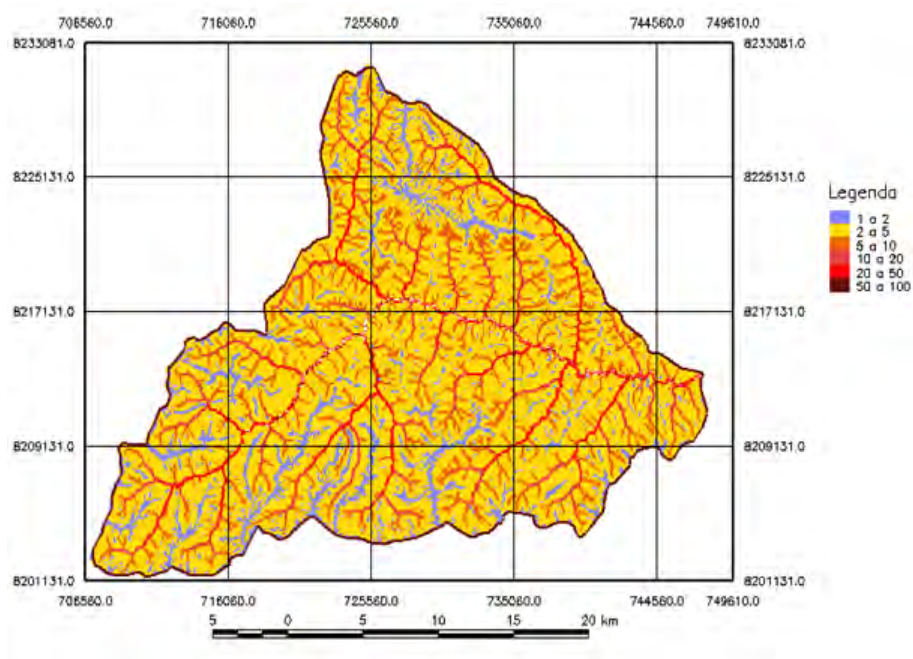 706560.0 716060.0 725560.0 735060.0 744560.0 749610.0
8233081.0 8233081.0
8225131.0 8225131.0
Legenda
1 a 2
2 a 5
5 a 10
10 a 20
20 a 50
50 a 100
8217131.0 8217131.0
8209131.0 8209131.0
8201131.0 8201131.0
706560.0 716060.0 725560.0 735060.0 744560.0 749610.0
5 0 5 10 15 20 km